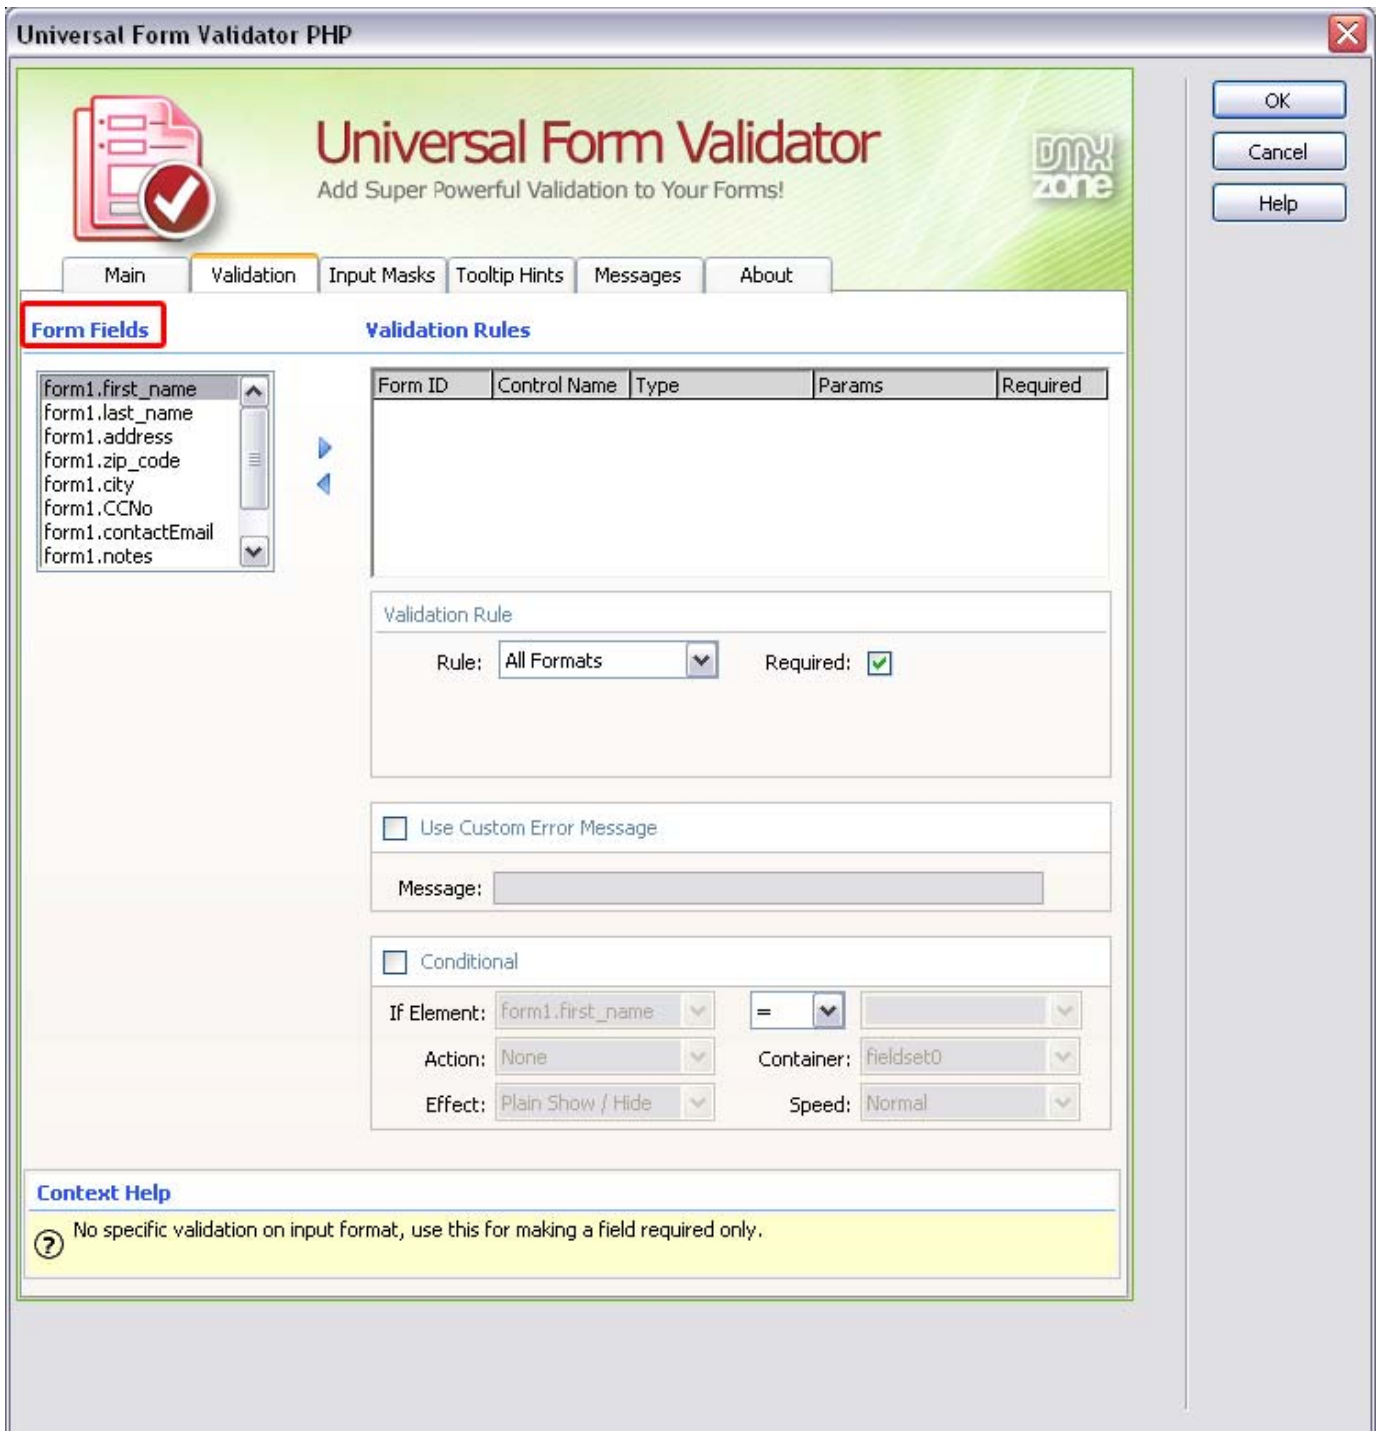 Universal Form Validator PHP
OK
Cancel
Help
Universal Form Validator
Add Super Powerful Validation to Your Forms!
DMX
zone
Main Validation Input Masks Tooltip Hints Messages About
Form Fields Validation Rules
form1.first_name
form1.last_name
form1.address
form1.zip_code
form1.city
form1.CCNo
form1.contactEmail
form1.notes
Form ID Control Name Type Params Required
Validation Rule
Rule: All Formats Required:
Use Custom Error Message
Message:
Conditional
If Element: form1.first_name =
Action: None Container: fieldset0
Effect: Plain Show / Hide Speed: Normal
Context Help
? No specific validation on input format, use this for making a field required only.